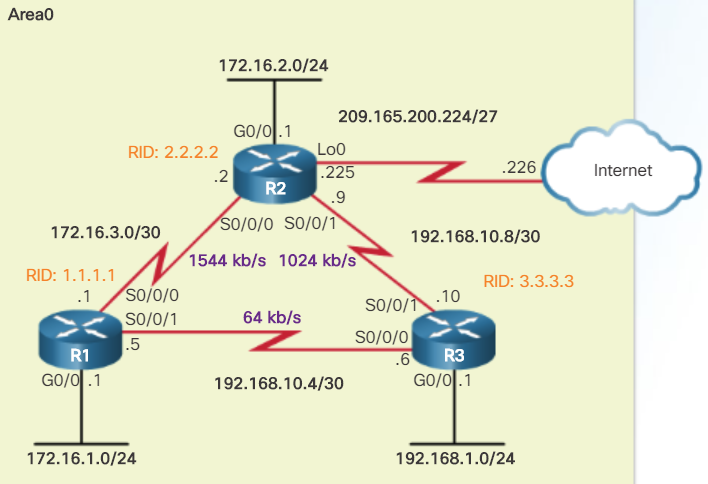 Area0
172.16.2.0/24
209.165.200.224/27
G0/0 .1
RID: 2.2.2.2
Lo0
.225
.226
Internet
.2
R2
.9
S0/0/0
S0/0/1
172.16.3.0/30
192.168.10.8/30
1544 kb/s
1024 kb/s
RID: 1.1.1.1
RID: 3.3.3.3
.1
S0/0/0
.10
S0/0/1
S0/0/1
64 kb/s
S0/0/0
.5
.6
R1
R3
192.168.10.4/30
G0/0 .1
G0/0 .1
172.16.1.0/24
192.168.1.0/24